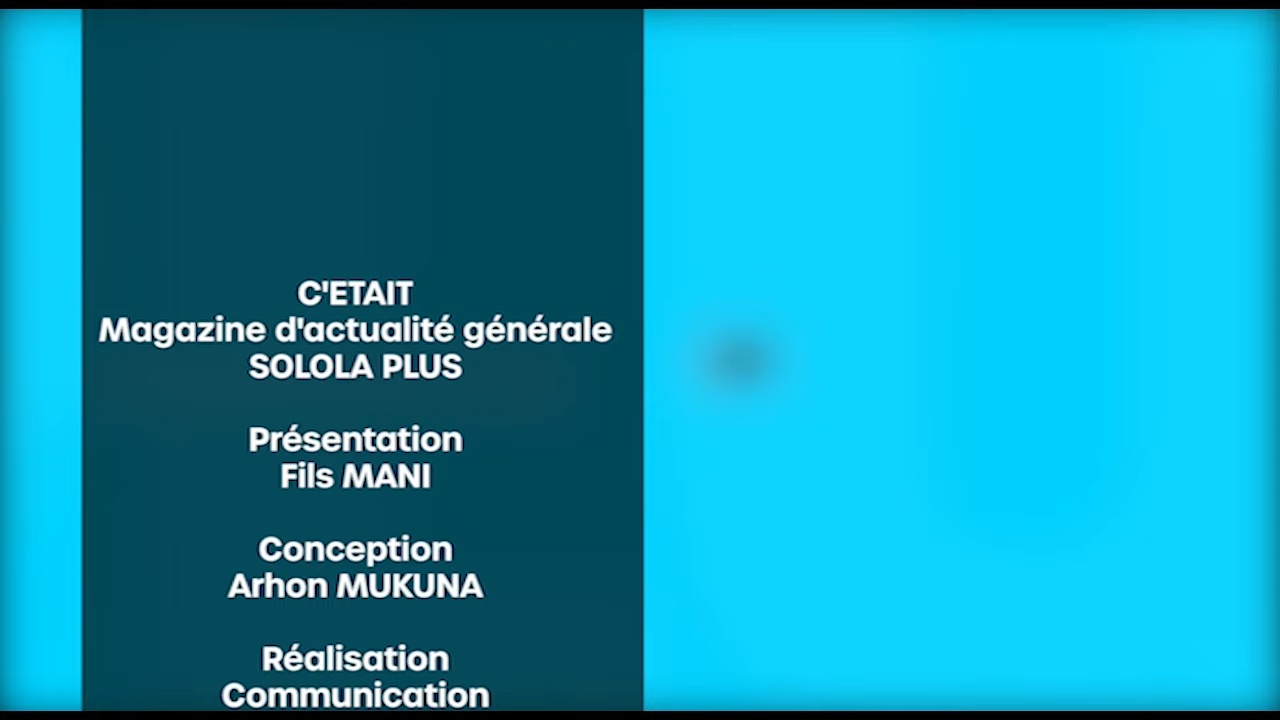 C'ETAIT
Magazine d'actualité générale
SOLOLA PLUS
Présentation
Fils MANI
Conception
Arhon MUKUNA
Réalisation
Communication